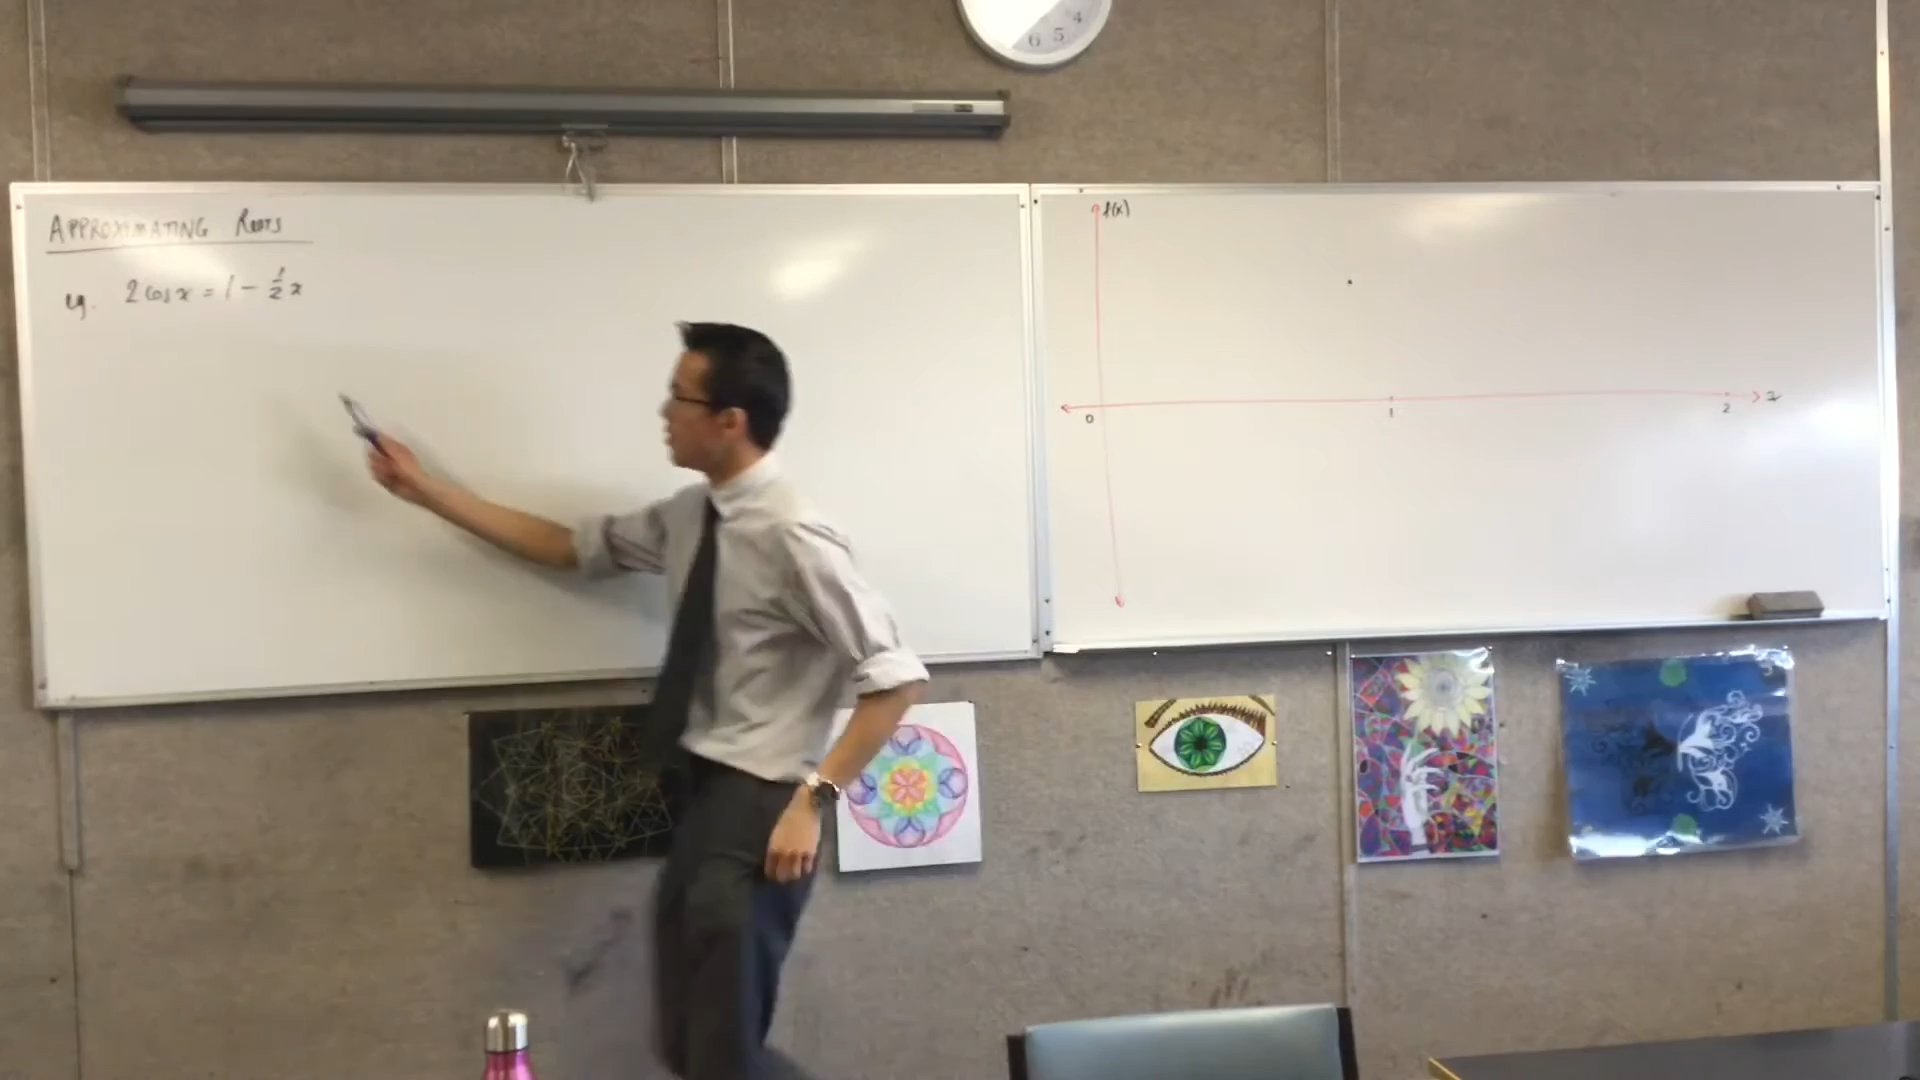 APPROXIMATING ROOTS
eg. 2 cos x = 1 - 1/2 x
f(x)
0 1 2 x
4
5
6